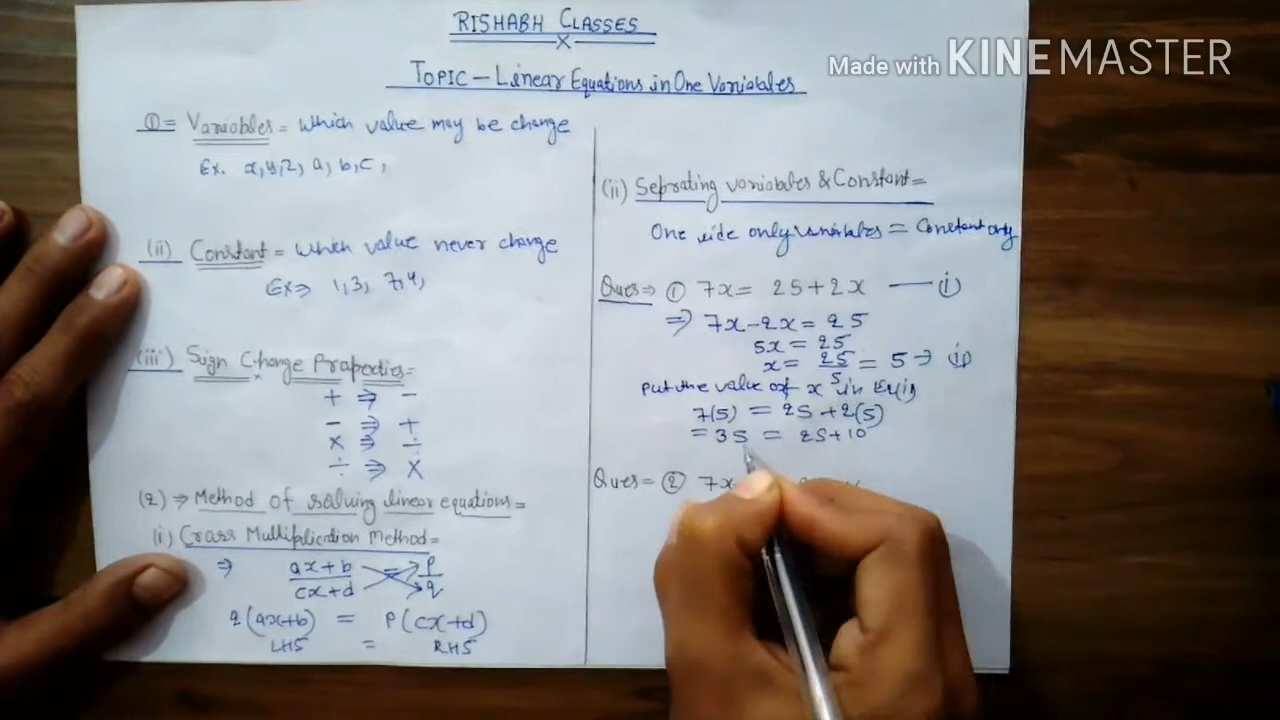 RISHABH CLASSES
X
TOPIC - Linear Equations in One Variables
Made with KINEMASTER
①= Variables = Which value may be change
Ex. x, y, z, a, b, c,
(ii) Constant = Which value never change
Ex⇒ 1, 3, 7, 4,
(iii) Sign Change Properties=
+ ⇒ -
- ⇒ +
× ⇒ ÷
÷ ⇒ ×
(2) ⇒ Method of solving linear equations=
(i) Cross Multiplication Method=
⇒ ax+b/cx+d = p/q
q(ax+b) = P(cx+d)
LHS = RHS
(ii) Seprating variables & Constant=
One side only variables = Constant only
Ques⇒ ① 7x = 25+2x — (i)
⇒ 7x-2x = 25
5x = 25
x = 25/5 = 5 → (ii)
Put the value of x in Eq(i)
7(5) = 25+2(5)
= 35 = 25+10
Ques= ② 7x